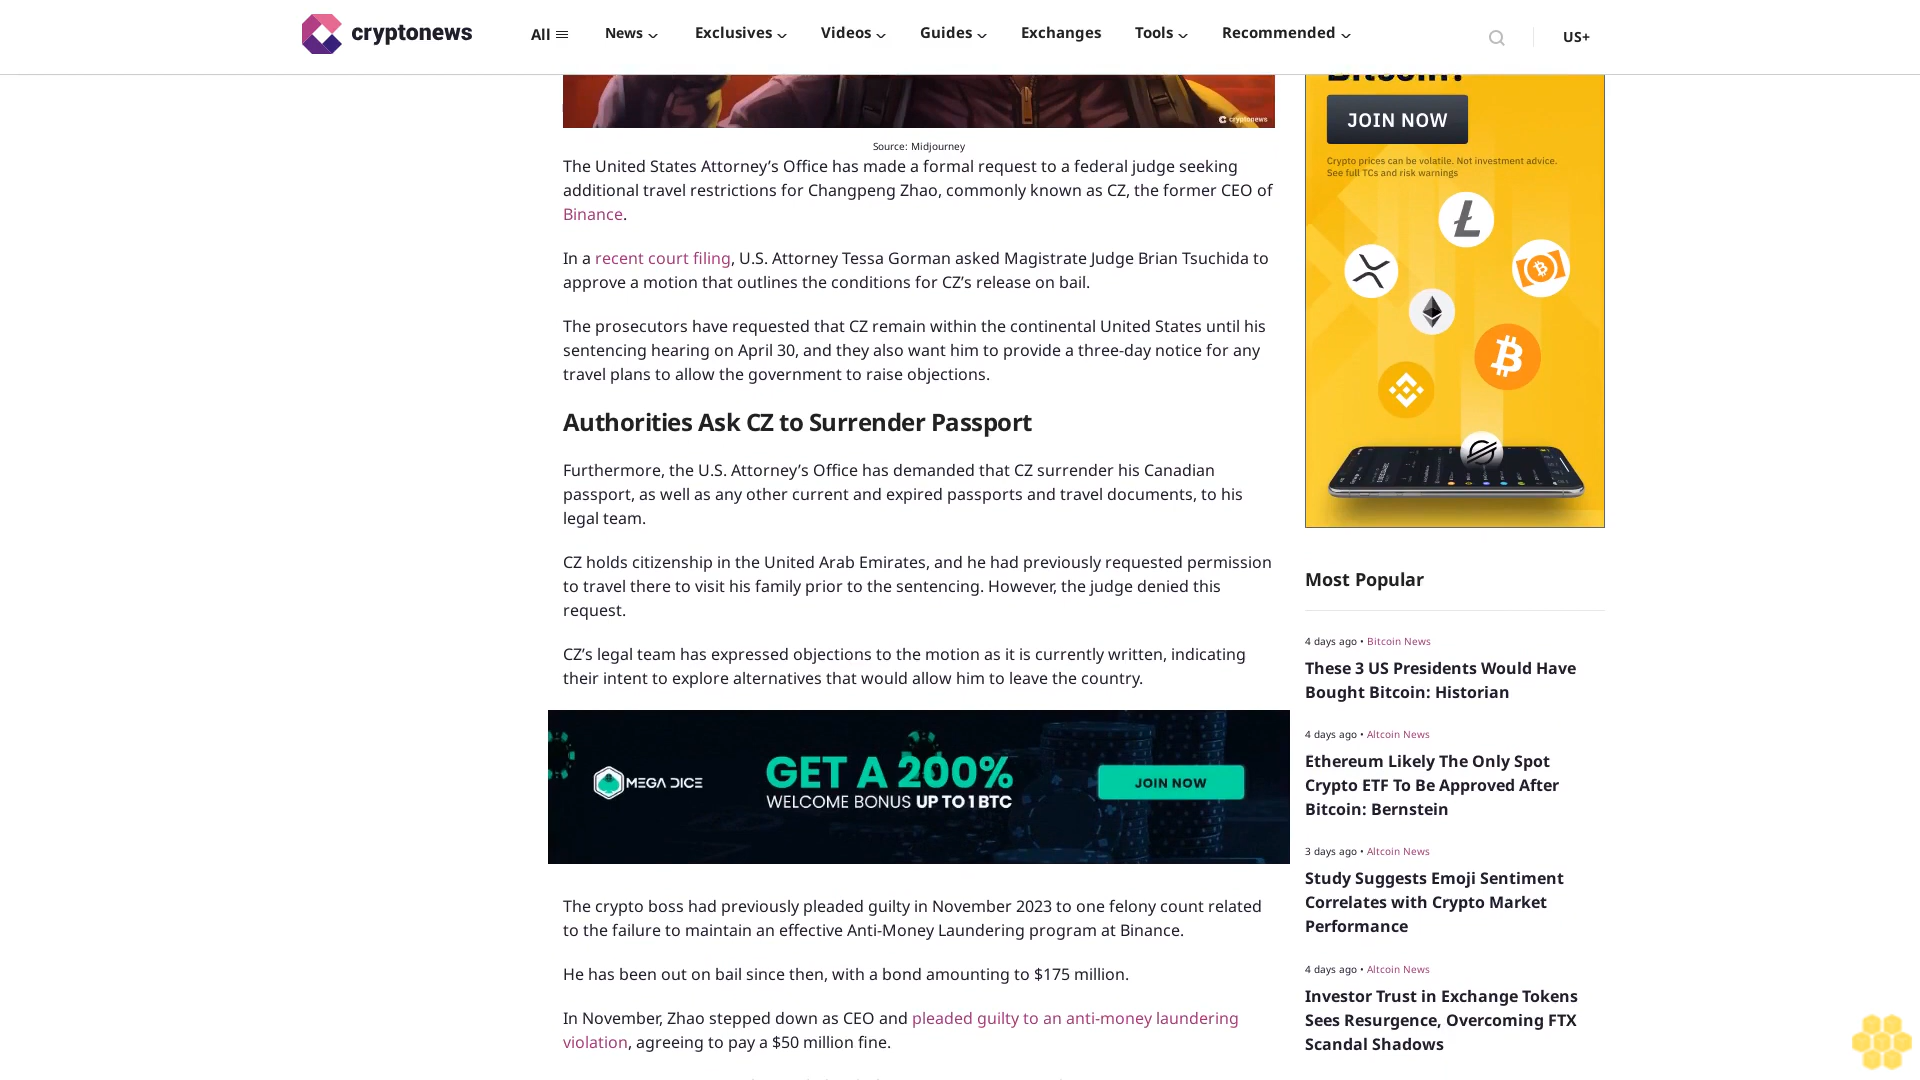 cryptonews
All
News
Exclusives
Videos
Guides
Exchanges
Tools
Recommended
US+
cryptonews
Source: Midjourney
The United States Attorney’s Office has made a formal request to a federal judge seeking
additional travel restrictions for Changpeng Zhao, commonly known as CZ, the former CEO of
Binance.
In a recent court filing, U.S. Attorney Tessa Gorman asked Magistrate Judge Brian Tsuchida to
approve a motion that outlines the conditions for CZ’s release on bail.
The prosecutors have requested that CZ remain within the continental United States until his
sentencing hearing on April 30, and they also want him to provide a three-day notice for any
travel plans to allow the government to raise objections.
Authorities Ask CZ to Surrender Passport
Furthermore, the U.S. Attorney’s Office has demanded that CZ surrender his Canadian
passport, as well as any other current and expired passports and travel documents, to his
legal team.
CZ holds citizenship in the United Arab Emirates, and he had previously requested permission
to travel there to visit his family prior to the sentencing. However, the judge denied this
request.
CZ’s legal team has expressed objections to the motion as it is currently written, indicating
their intent to explore alternatives that would allow him to leave the country.
MEGA DICE
GET A 200%
WELCOME BONUS UP TO 1 BTC
JOIN NOW
The crypto boss had previously pleaded guilty in November 2023 to one felony count related
to the failure to maintain an effective Anti-Money Laundering program at Binance.
He has been out on bail since then, with a bond amounting to $175 million.
In November, Zhao stepped down as CEO and pleaded guilty to an anti-money laundering
violation, agreeing to pay a $50 million fine.
Bitcoin?
JOIN NOW
Crypto prices can be volatile. Not investment advice.
See full TCs and risk warnings
Most Popular
4 days ago • Bitcoin News
These 3 US Presidents Would Have
Bought Bitcoin: Historian
4 days ago • Altcoin News
Ethereum Likely The Only Spot
Crypto ETF To Be Approved After
Bitcoin: Bernstein
3 days ago • Altcoin News
Study Suggests Emoji Sentiment
Correlates with Crypto Market
Performance
4 days ago • Altcoin News
Investor Trust in Exchange Tokens
Sees Resurgence, Overcoming FTX
Scandal Shadows